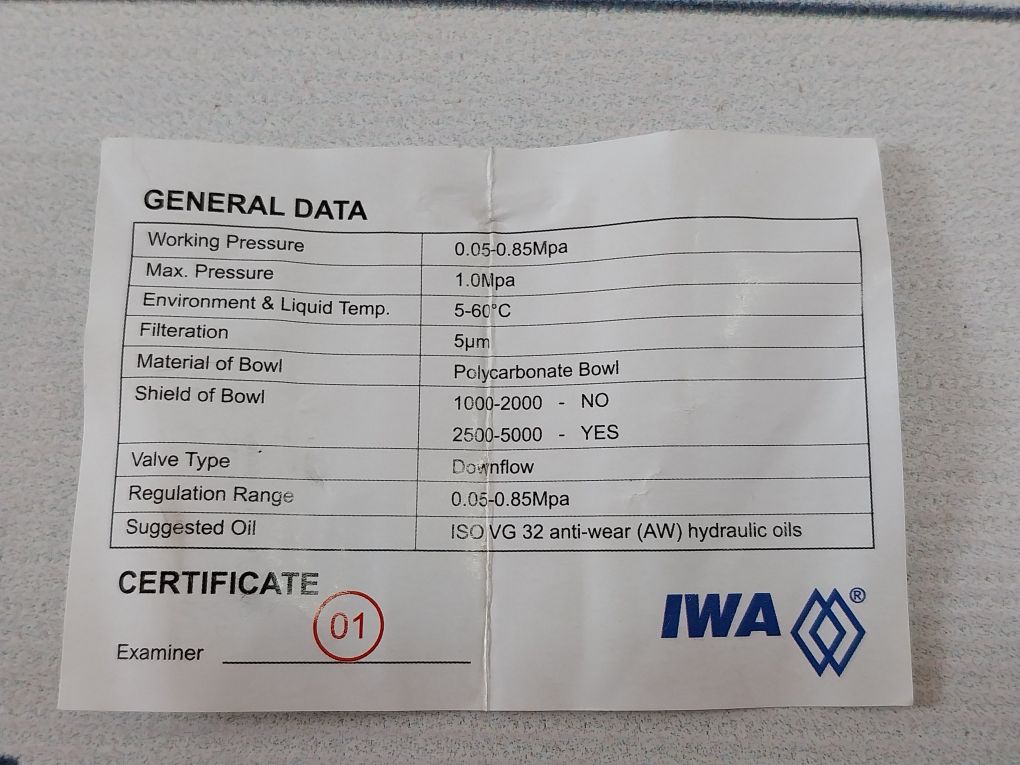 GENERAL DATA
Working Pressure 0.05-0.85Mpa
Max. Pressure 1.0Mpa
Environment & Liquid Temp. 5-60°C
Filteration 5µm
Material of Bowl Polycarbonate Bowl
Shield of Bowl 1000-2000 - NO
2500-5000 - YES
Valve Type Downflow
Regulation Range 0.05-0.85Mpa
Suggested Oil ISO VG 32 anti-wear (AW) hydraulic oils
CERTIFICATE
01
Examiner
IWA ®